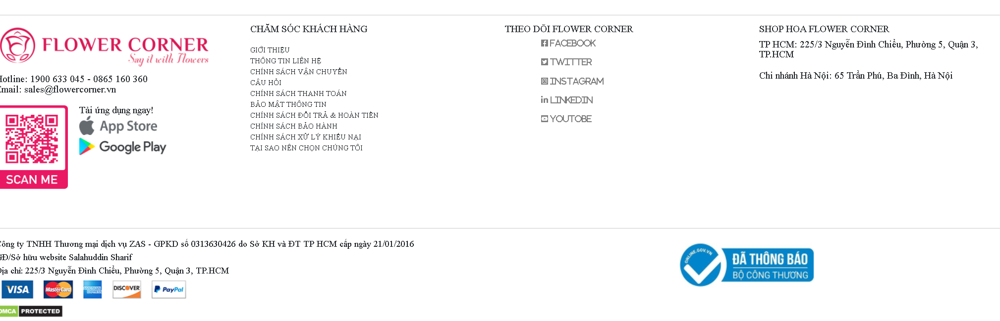 FLOWER CORNER
Say it with Flowers
Hotline: 1900 633 045 - 0865 160 360
Email: sales@flowercorner.vn
Tải ứng dụng ngay!
App Store
Google Play
SCAN ME
CHĂM SÓC KHÁCH HÀNG
GIỚI THIỆU
THÔNG TIN LIÊN HỆ
CHÍNH SÁCH VẬN CHUYỂN
CÂU HỎI
CHÍNH SÁCH THANH TOÁN
BẢO MẬT THÔNG TIN
CHÍNH SÁCH ĐỔI TRẢ & HOÀN TIỀN
CHÍNH SÁCH BẢO HÀNH
CHÍNH SÁCH XỬ LÝ KHIẾU NẠI
TẠI SAO NÊN CHỌN CHÚNG TÔI
THEO DÕI FLOWER CORNER
FACEBOOK
TWITTER
INSTAGRAM
LINKEDIN
YOUTOBE
SHOP HOA FLOWER CORNER
TP HCM: 225/3 Nguyễn Đình Chiểu, Phường 5, Quận 3,
TP.HCM
Chi nhánh Hà Nội: 65 Trần Phú, Ba Đình, Hà Nội
Công ty TNHH Thương mại dịch vụ ZAS - GPKD số 0313630426 do Sở KH và ĐT TP HCM cấp ngày 21/01/2016
GĐ/Sở hữu website Salahuddin Sharif
Địa chỉ: 225/3 Nguyễn Đình Chiểu, Phường 5, Quận 3, TP.HCM
VISA MasterCard AMERICAN EXPRESS DISCOVER PayPal
DMCA PROTECTED
ONLINE.GOV.VN
ĐÃ THÔNG BÁO
BỘ CÔNG THƯƠNG